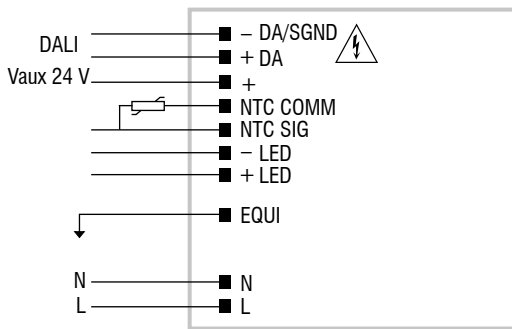 DALI
Vaux 24 V
− DA/SGND
+ DA
+
NTC COMM
NTC SIG
− LED
+ LED
EQUI
N N
L L